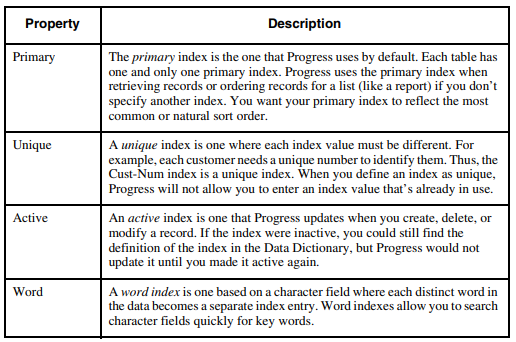 Property Description
Primary The primary index is the one that Progress uses by default. Each table has
one and only one primary index. Progress uses the primary index when
retrieving records or ordering records for a list (like a report) if you don’t
specify another index. You want your primary index to reflect the most
common or natural sort order.
Unique A unique index is one where each index value must be different. For
example, each customer needs a unique number to identify them. Thus, the
Cust-Num index is a unique index. When you define an index as unique,
Progress will not allow you to enter an index value that’s already in use.
Active An active index is one that Progress updates when you create, delete, or
modify a record. If the index were inactive, you could still find the
definition of the index in the Data Dictionary, but Progress would not
update it until you made it active again.
Word A word index is one based on a character field where each distinct word in
the data becomes a separate index entry. Word indexes allow you to search
character fields quickly for key words.